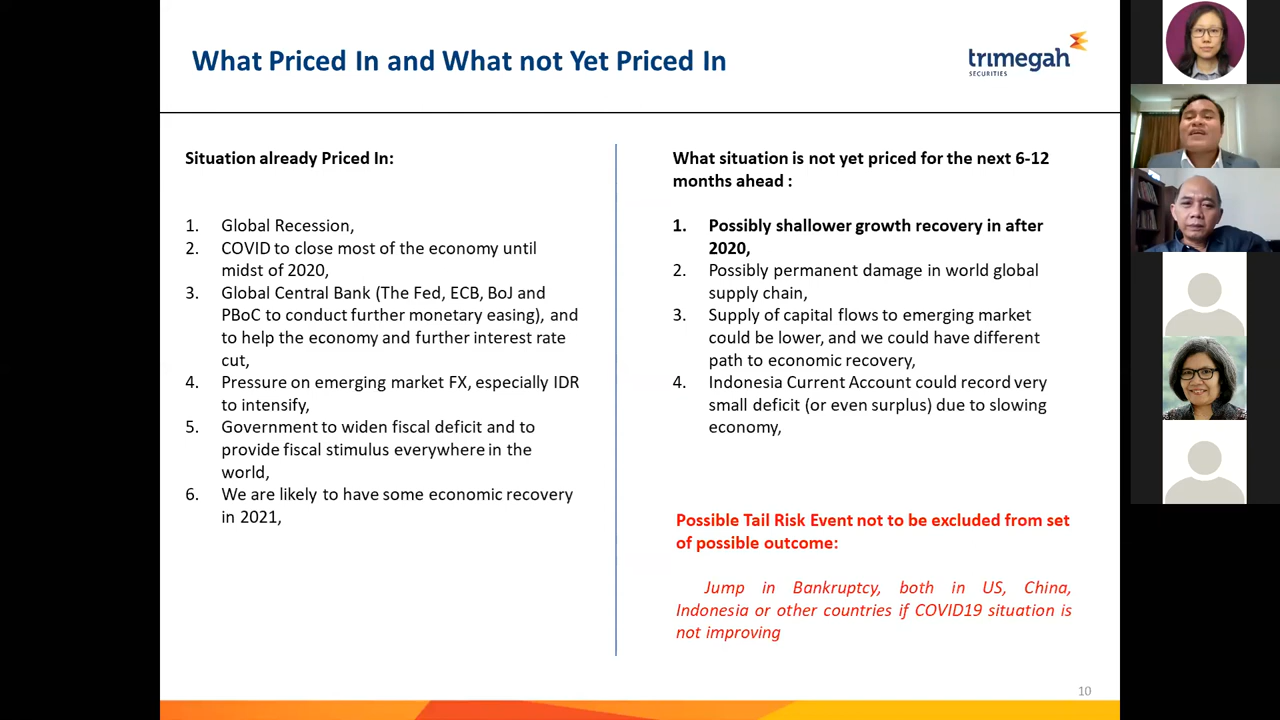 What Priced In and What not Yet Priced In
trimegah
SECURITIES
Situation already Priced In:
1. Global Recession,
2. COVID to close most of the economy until
midst of 2020,
3. Global Central Bank (The Fed, ECB, BoJ and
PBoC to conduct further monetary easing), and
to help the economy and further interest rate
cut,
4. Pressure on emerging market FX, especially IDR
to intensify,
5. Government to widen fiscal deficit and to
provide fiscal stimulus everywhere in the
world,
6. We are likely to have some economic recovery
in 2021,
What situation is not yet priced for the next 6-12
months ahead :
1. Possibly shallower growth recovery in after
2020,
2. Possibly permanent damage in world global
supply chain,
3. Supply of capital flows to emerging market
could be lower, and we could have different
path to economic recovery,
4. Indonesia Current Account could record very
small deficit (or even surplus) due to slowing
economy,
Possible Tail Risk Event not to be excluded from set
of possible outcome:
Jump in Bankruptcy, both in US, China,
Indonesia or other countries if COVID19 situation is
not improving
10